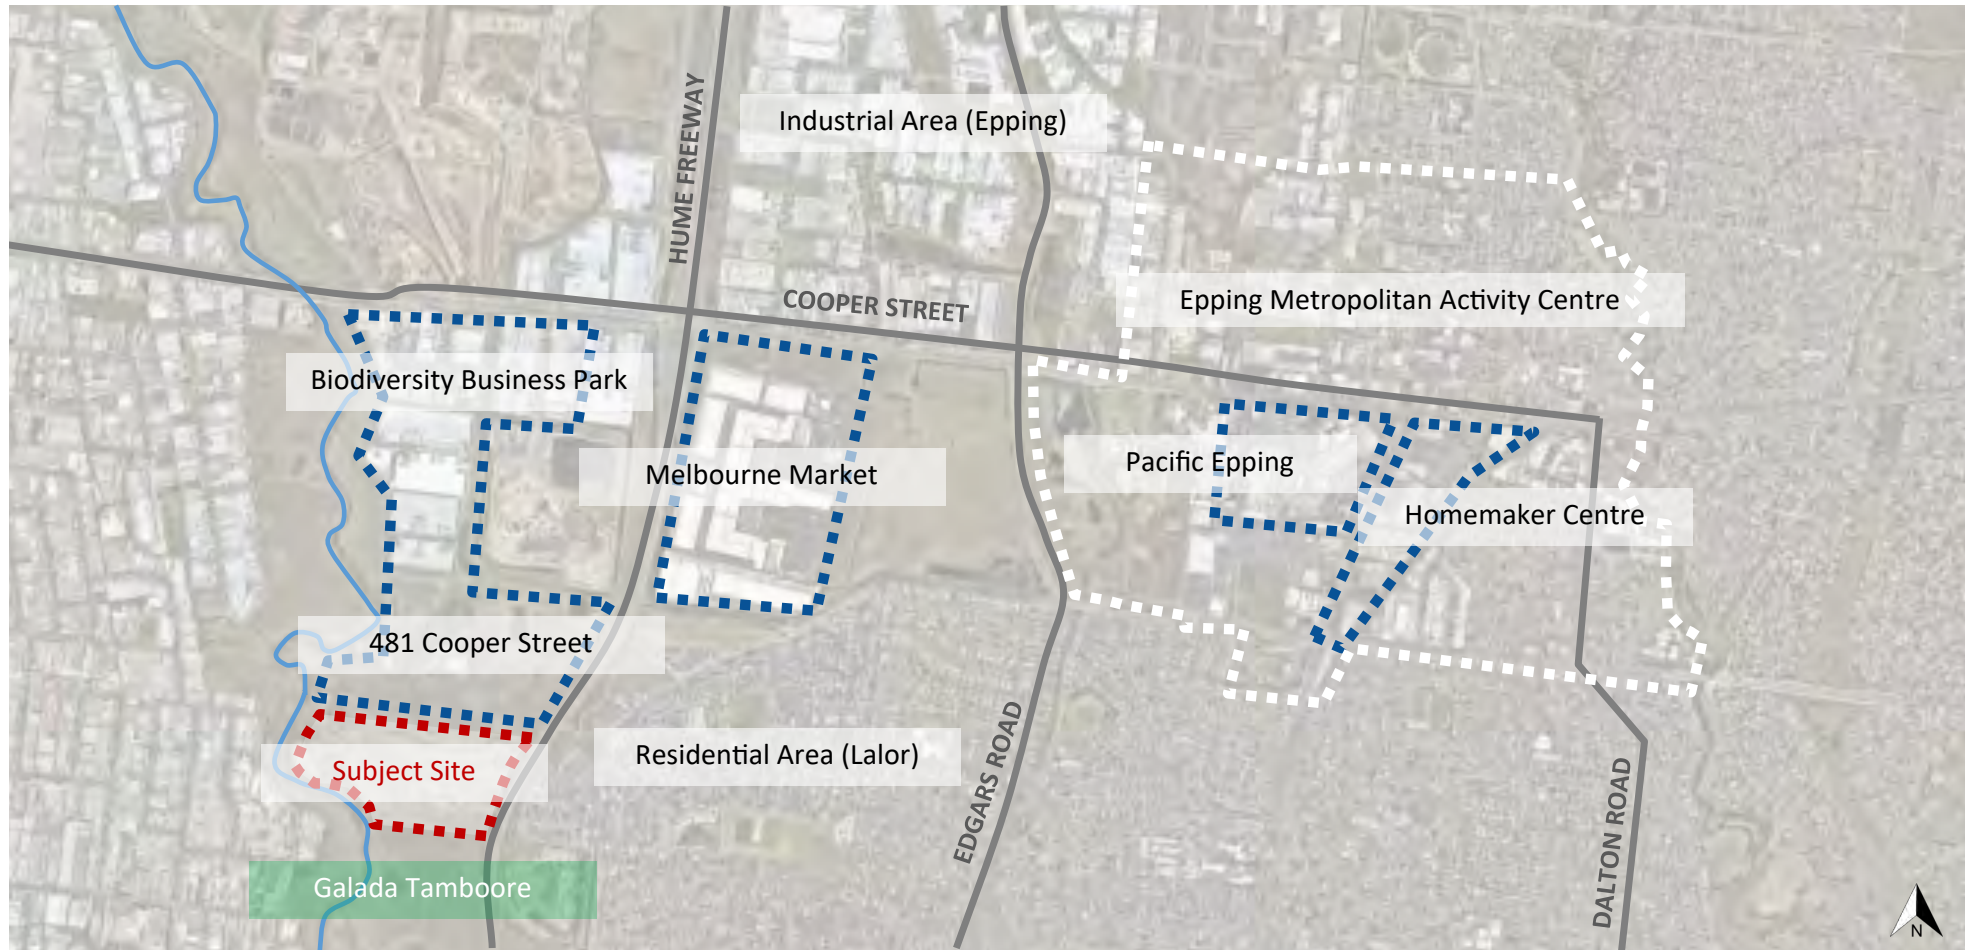 Industrial Area (Epping)
HUME FREEWAY
COOPER STREET
Epping Metropolitan Activity Centre
Biodiversity Business Park
Pacific Epping
Melbourne Market
Homemaker Centre
481 Cooper Street
Residential Area (Lalor)
Subject Site
EDGARS ROAD
DALTON ROAD
Galada Tamboore
N